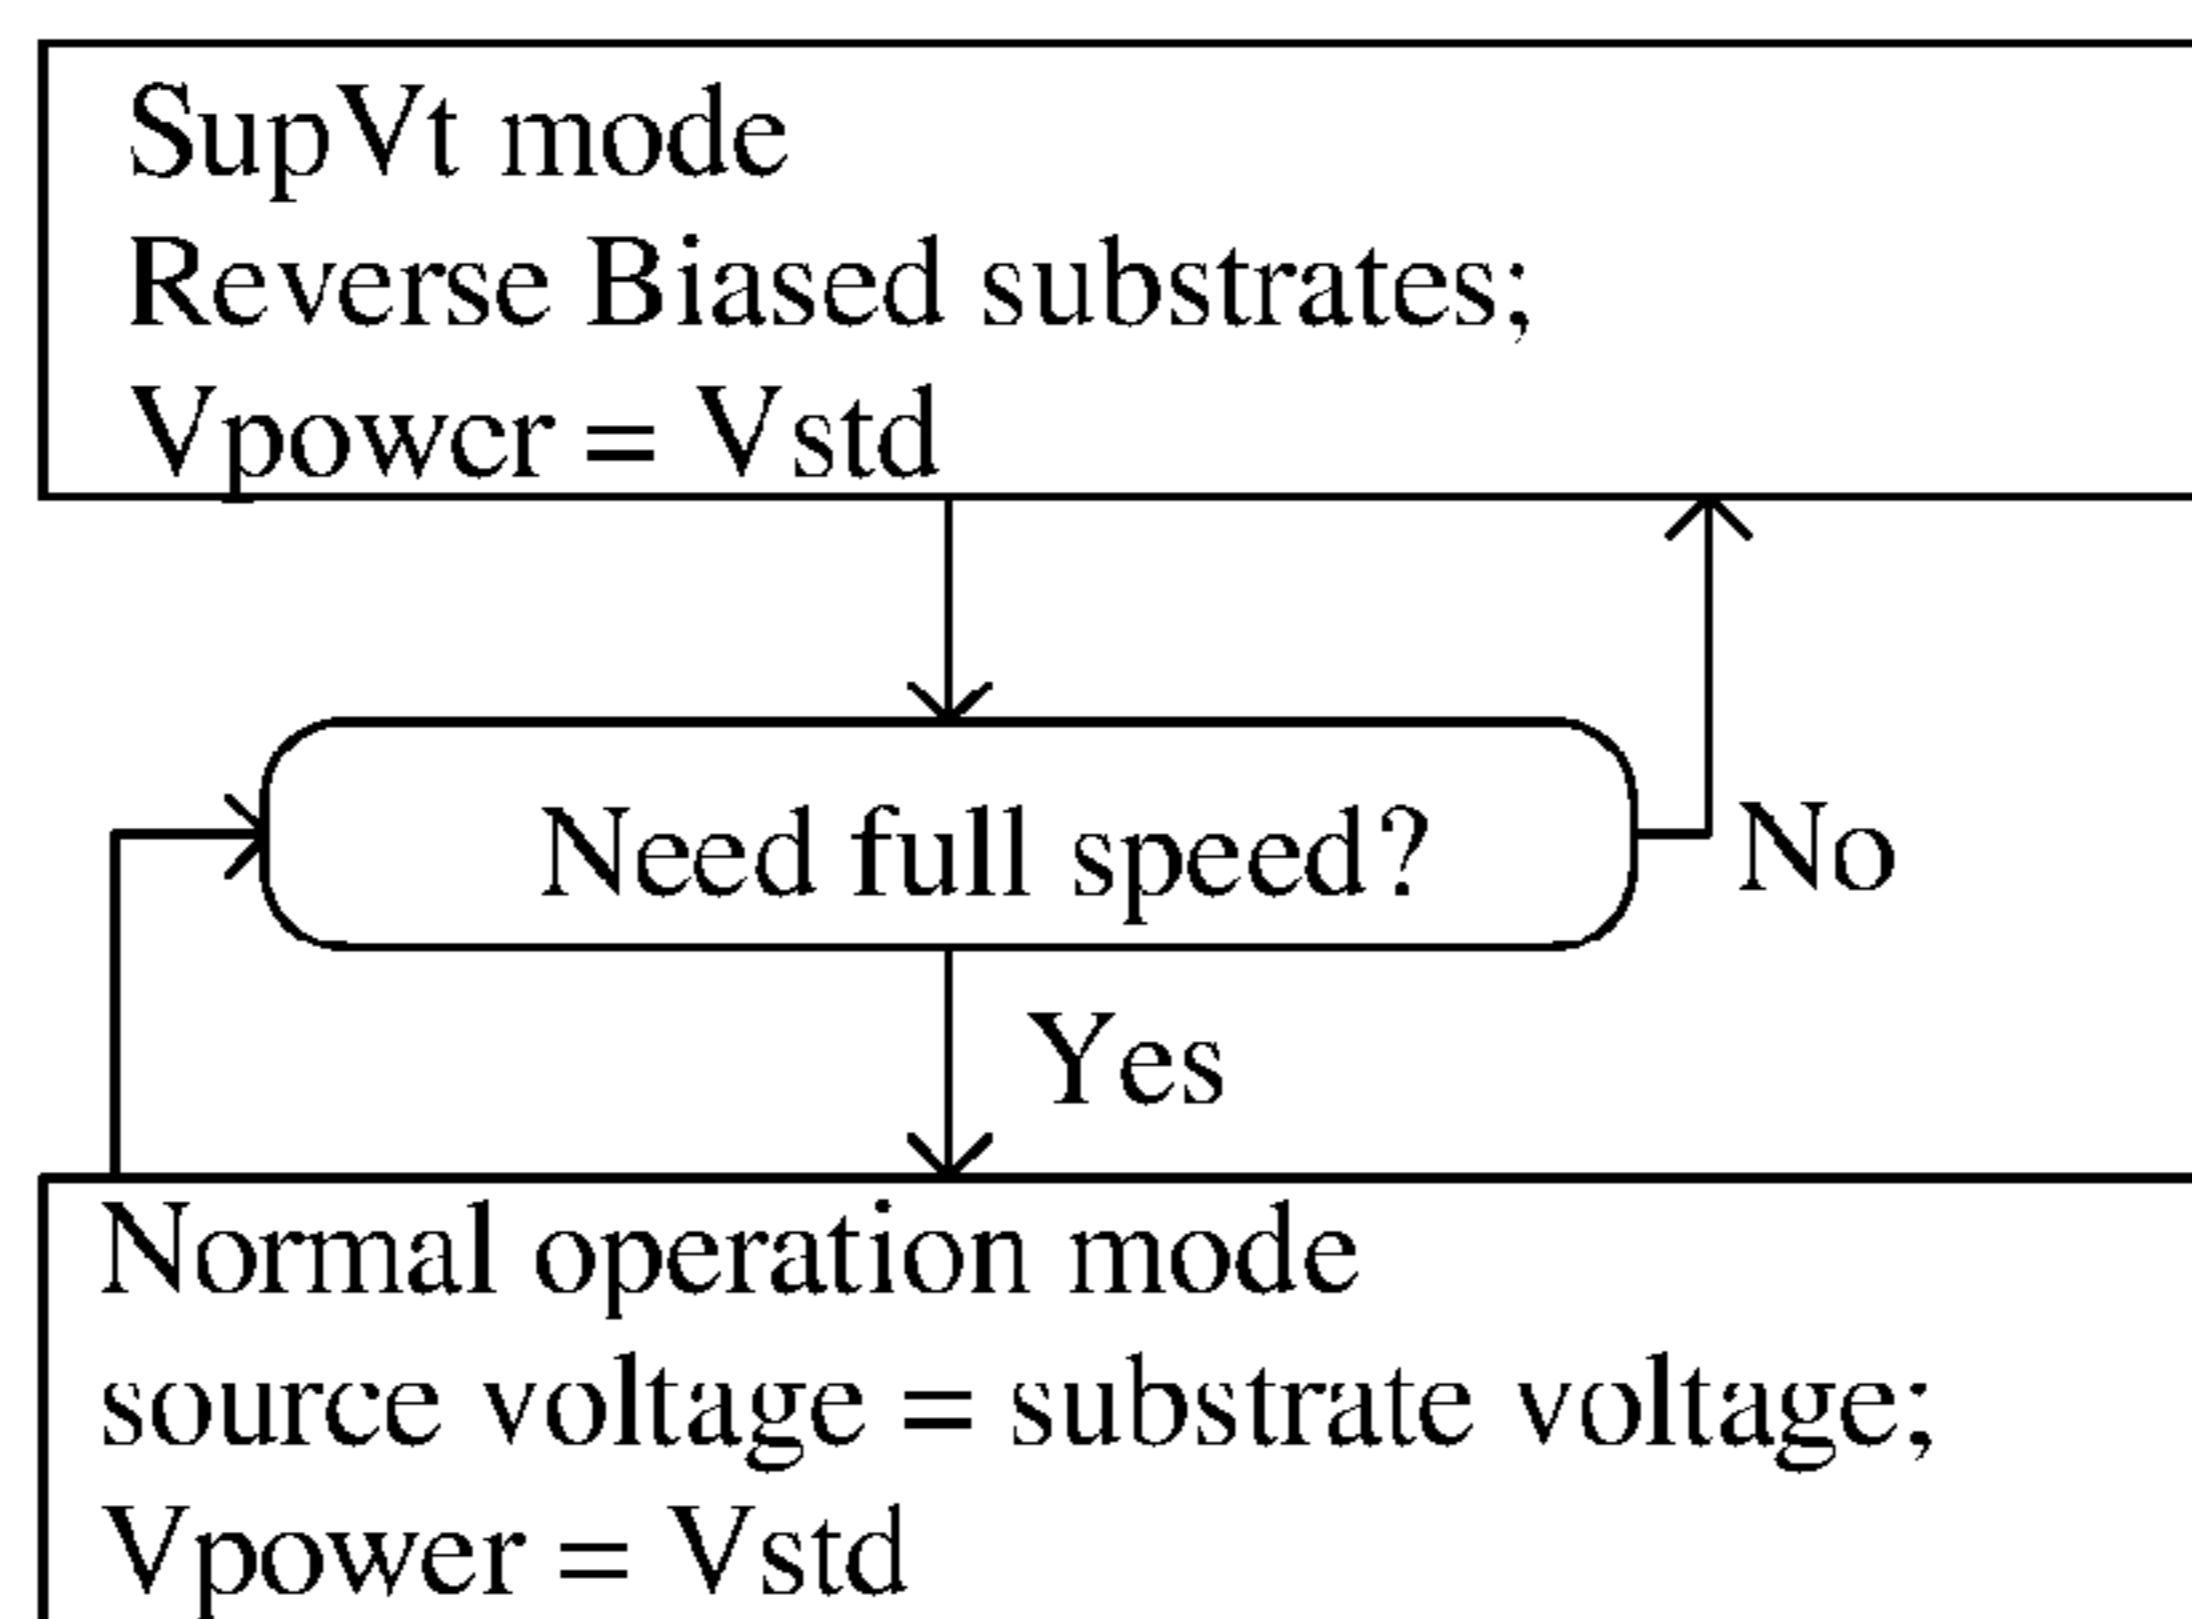 SupVt mode
Reverse Biased substrates;
Vpower = Vstd
Need full speed?
No
Yes
Normal operation mode
source voltage = substrate voltage;
Vpower = Vstd